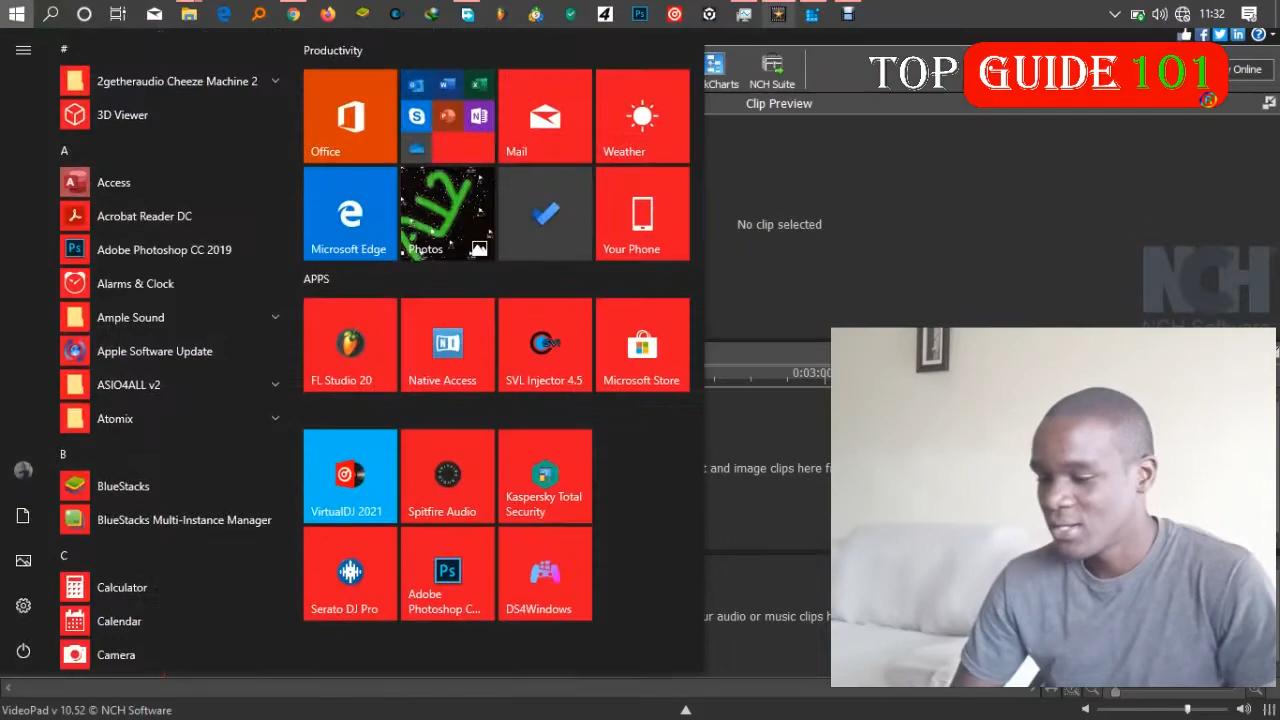 11:32
#
2getheraudio Cheeze Machine 2
3D Viewer
A
Access
Acrobat Reader DC
Adobe Photoshop CC 2019
Alarms & Clock
Ample Sound
Apple Software Update
ASIO4ALL v2
Atomix
B
BlueStacks
BlueStacks Multi-Instance Manager
C
Calculator
Calendar
Camera
Productivity
Office
Mail
Weather
Microsoft Edge
Photos
Your Phone
APPS
FL Studio 20
Native Access
SVL Injector 4.5
Microsoft Store
VirtualDJ 2021
Spitfire Audio
Kaspersky Total
Security
Serato DJ Pro
Adobe
Photoshop C...
DS4Windows
kCharts
NCH Suite
Online
TOP GUIDE 101
Clip Preview
No clip selected
NCH
NCH Software
0:03:00
t and image clips here f
ur audio or music clips h
VideoPad v 10.52 © NCH Software